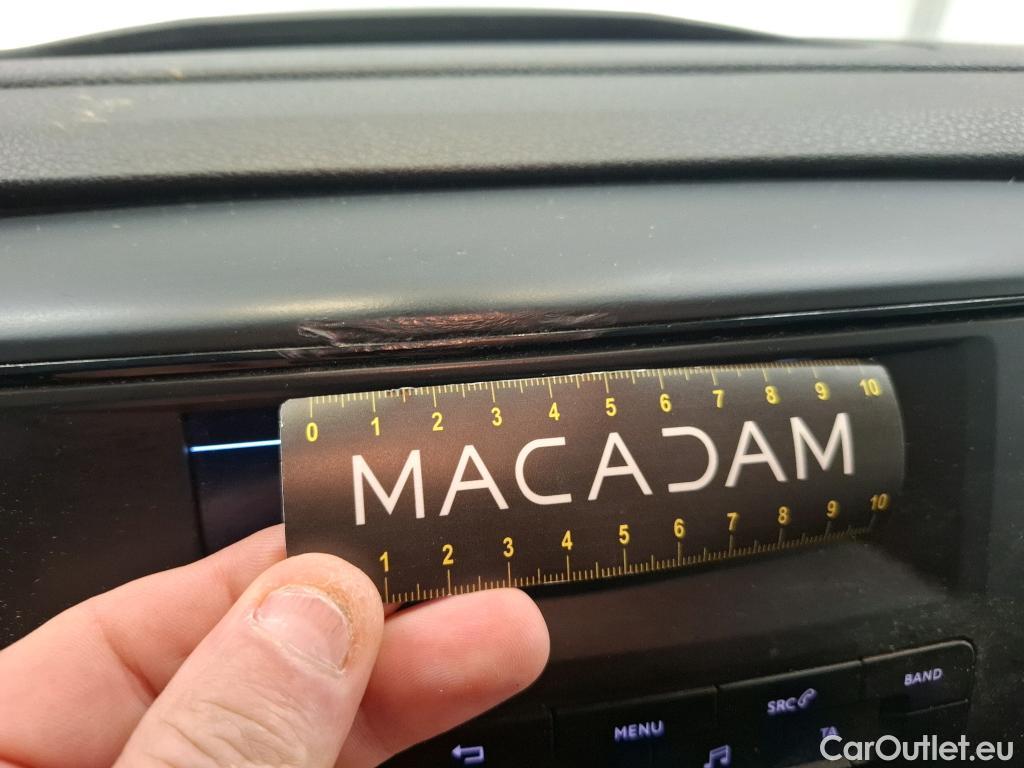 0 1 2 3 4 5 6 7 8 9 10
MACADAM
1 2 3 4 5 6 7 8 9 10
BAND
SRC
MENU
TA
CarOutlet.eu